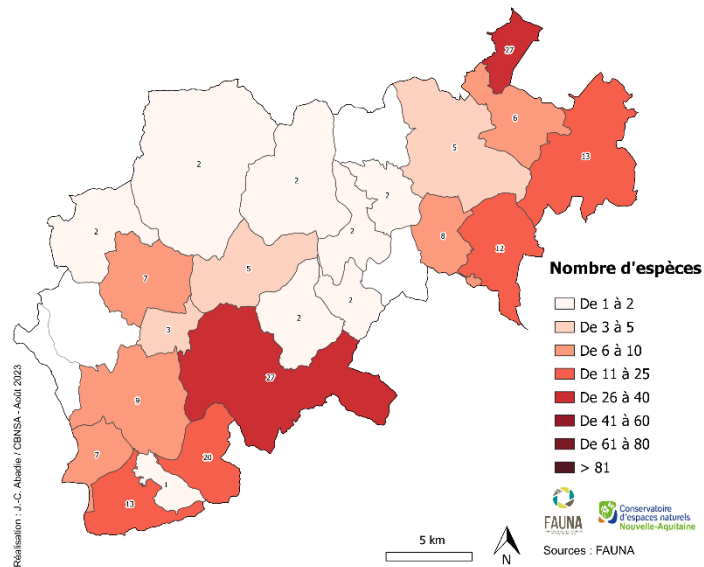 27
6
5
13
2
2
2
2
8
12
2
7
5
2
2
3
27
9
7
20
1
13
Nombre d'espèces
De 1 à 2
De 3 à 5
De 6 à 10
De 11 à 25
De 26 à 40
De 41 à 60
De 61 à 80
> 81
FAUNA
Conservatoire
d'espaces naturels
Nouvelle-Aquitaine
5 km
N
Sources : FAUNA
Réalisation : J.-C. Abadie / CBNSA - Août 2023